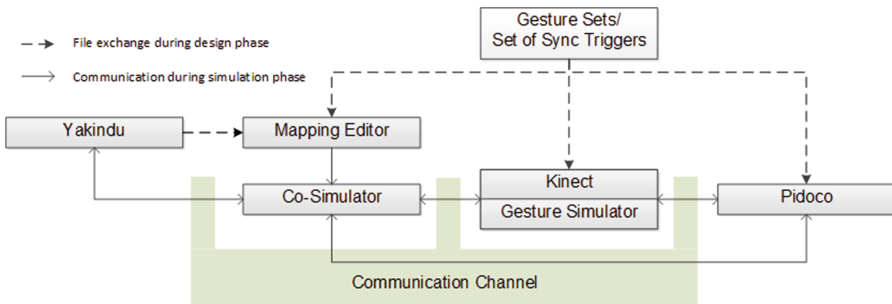 Gesture Sets/
Set of Sync Triggers
File exchange during design phase
Communication during simulation phase
Yakindu
Mapping Editor
Co-Simulator
Kinect
Gesture Simulator
Pidoco
Communication Channel